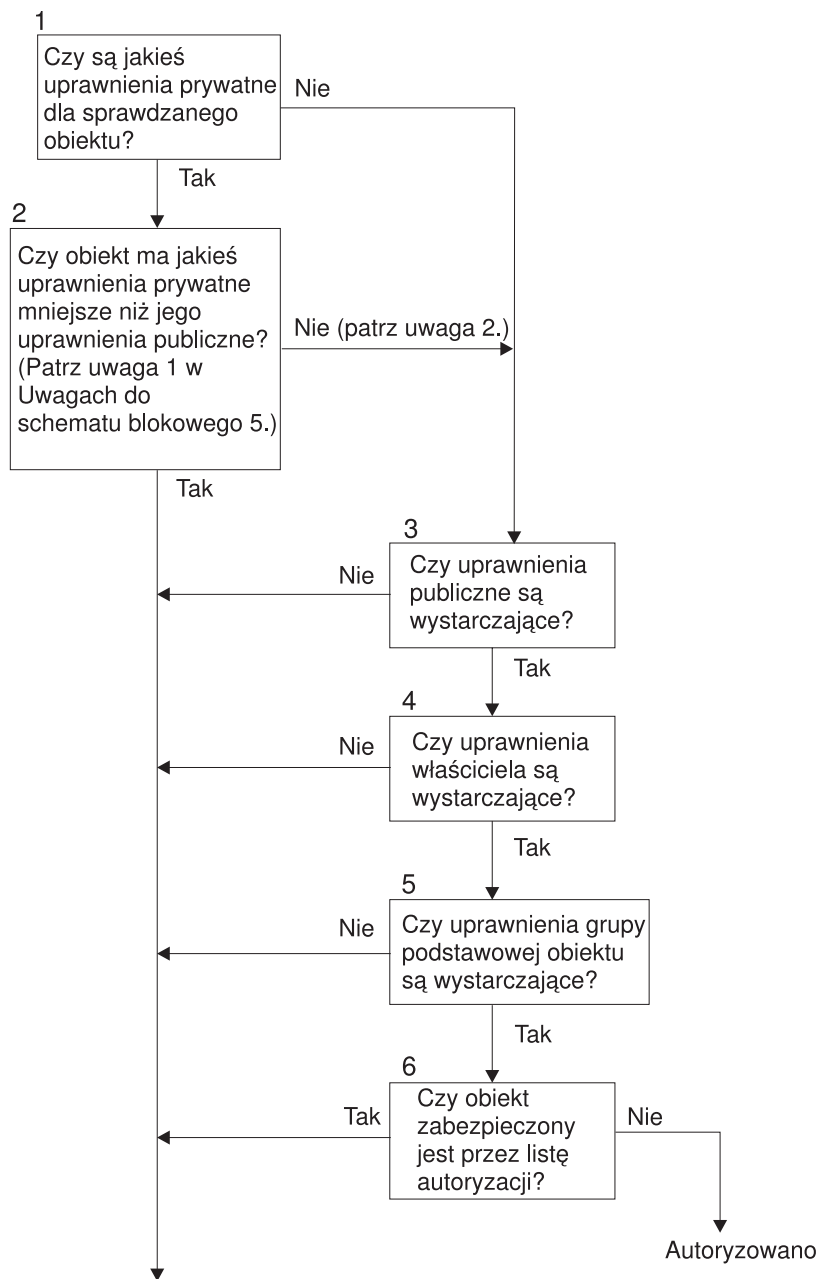 1
Czy są jakieś
uprawnienia prywatne
dla sprawdzanego
obiektu?
Nie
Tak
2
Czy obiekt ma jakieś
uprawnienia prywatne
mniejsze niż jego
uprawnienia publiczne?
(Patrz uwaga 1 w
Uwagach do
schematu blokowego 5.)
Nie (patrz uwaga 2.)
Tak
3
Czy uprawnienia
publiczne są
wystarczające?
Nie
Tak
4
Czy uprawnienia
właściciela są
wystarczające?
Nie
Tak
5
Czy uprawnienia grupy
podstawowej obiektu
są wystarczające?
Nie
Tak
6
Czy obiekt
zabezpieczony
jest przez listę
autoryzacji?
Tak
Nie
Autoryzowano